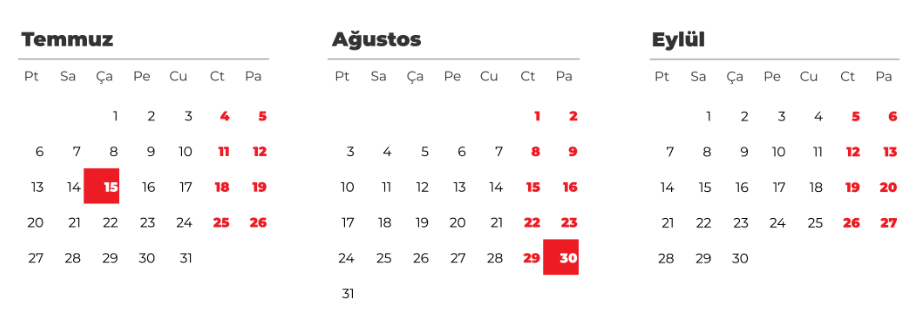 Temmuz
Pt Sa Ça Pe Cu Ct Pa
1 2 3 4 5
6 7 8 9 10 11 12
13 14 15 16 17 18 19
20 21 22 23 24 25 26
27 28 29 30 31
Ağustos
Pt Sa Ça Pe Cu Ct Pa
1 2
3 4 5 6 7 8 9
10 11 12 13 14 15 16
17 18 19 20 21 22 23
24 25 26 27 28 29 30
31
Eylül
Pt Sa Ça Pe Cu Ct Pa
1 2 3 4 5 6
7 8 9 10 11 12 13
14 15 16 17 18 19 20
21 22 23 24 25 26 27
28 29 30